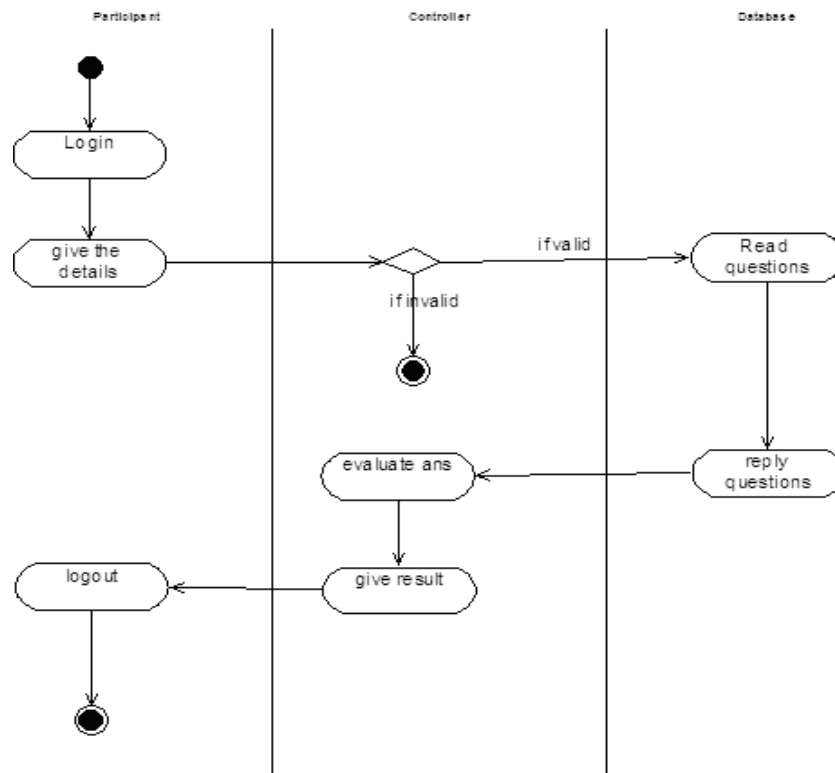 Participant
Controller
Database
Login
give the
details
if valid
if invalid
Read
questions
evaluate ans
reply
questions
logout
give result